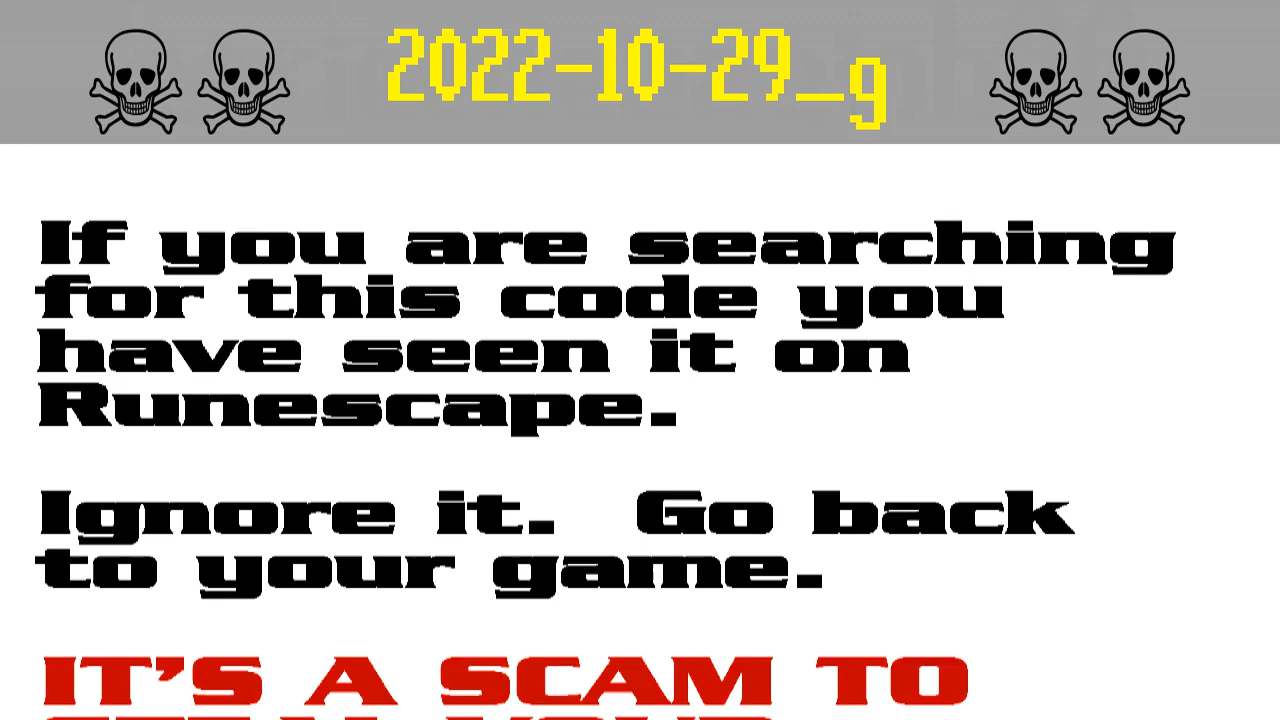 2022-10-29_g
If you are searching
for this code you
have seen it on
Runescape.
Ignore it.  Go back
to your game.
IT'S A SCAM TO